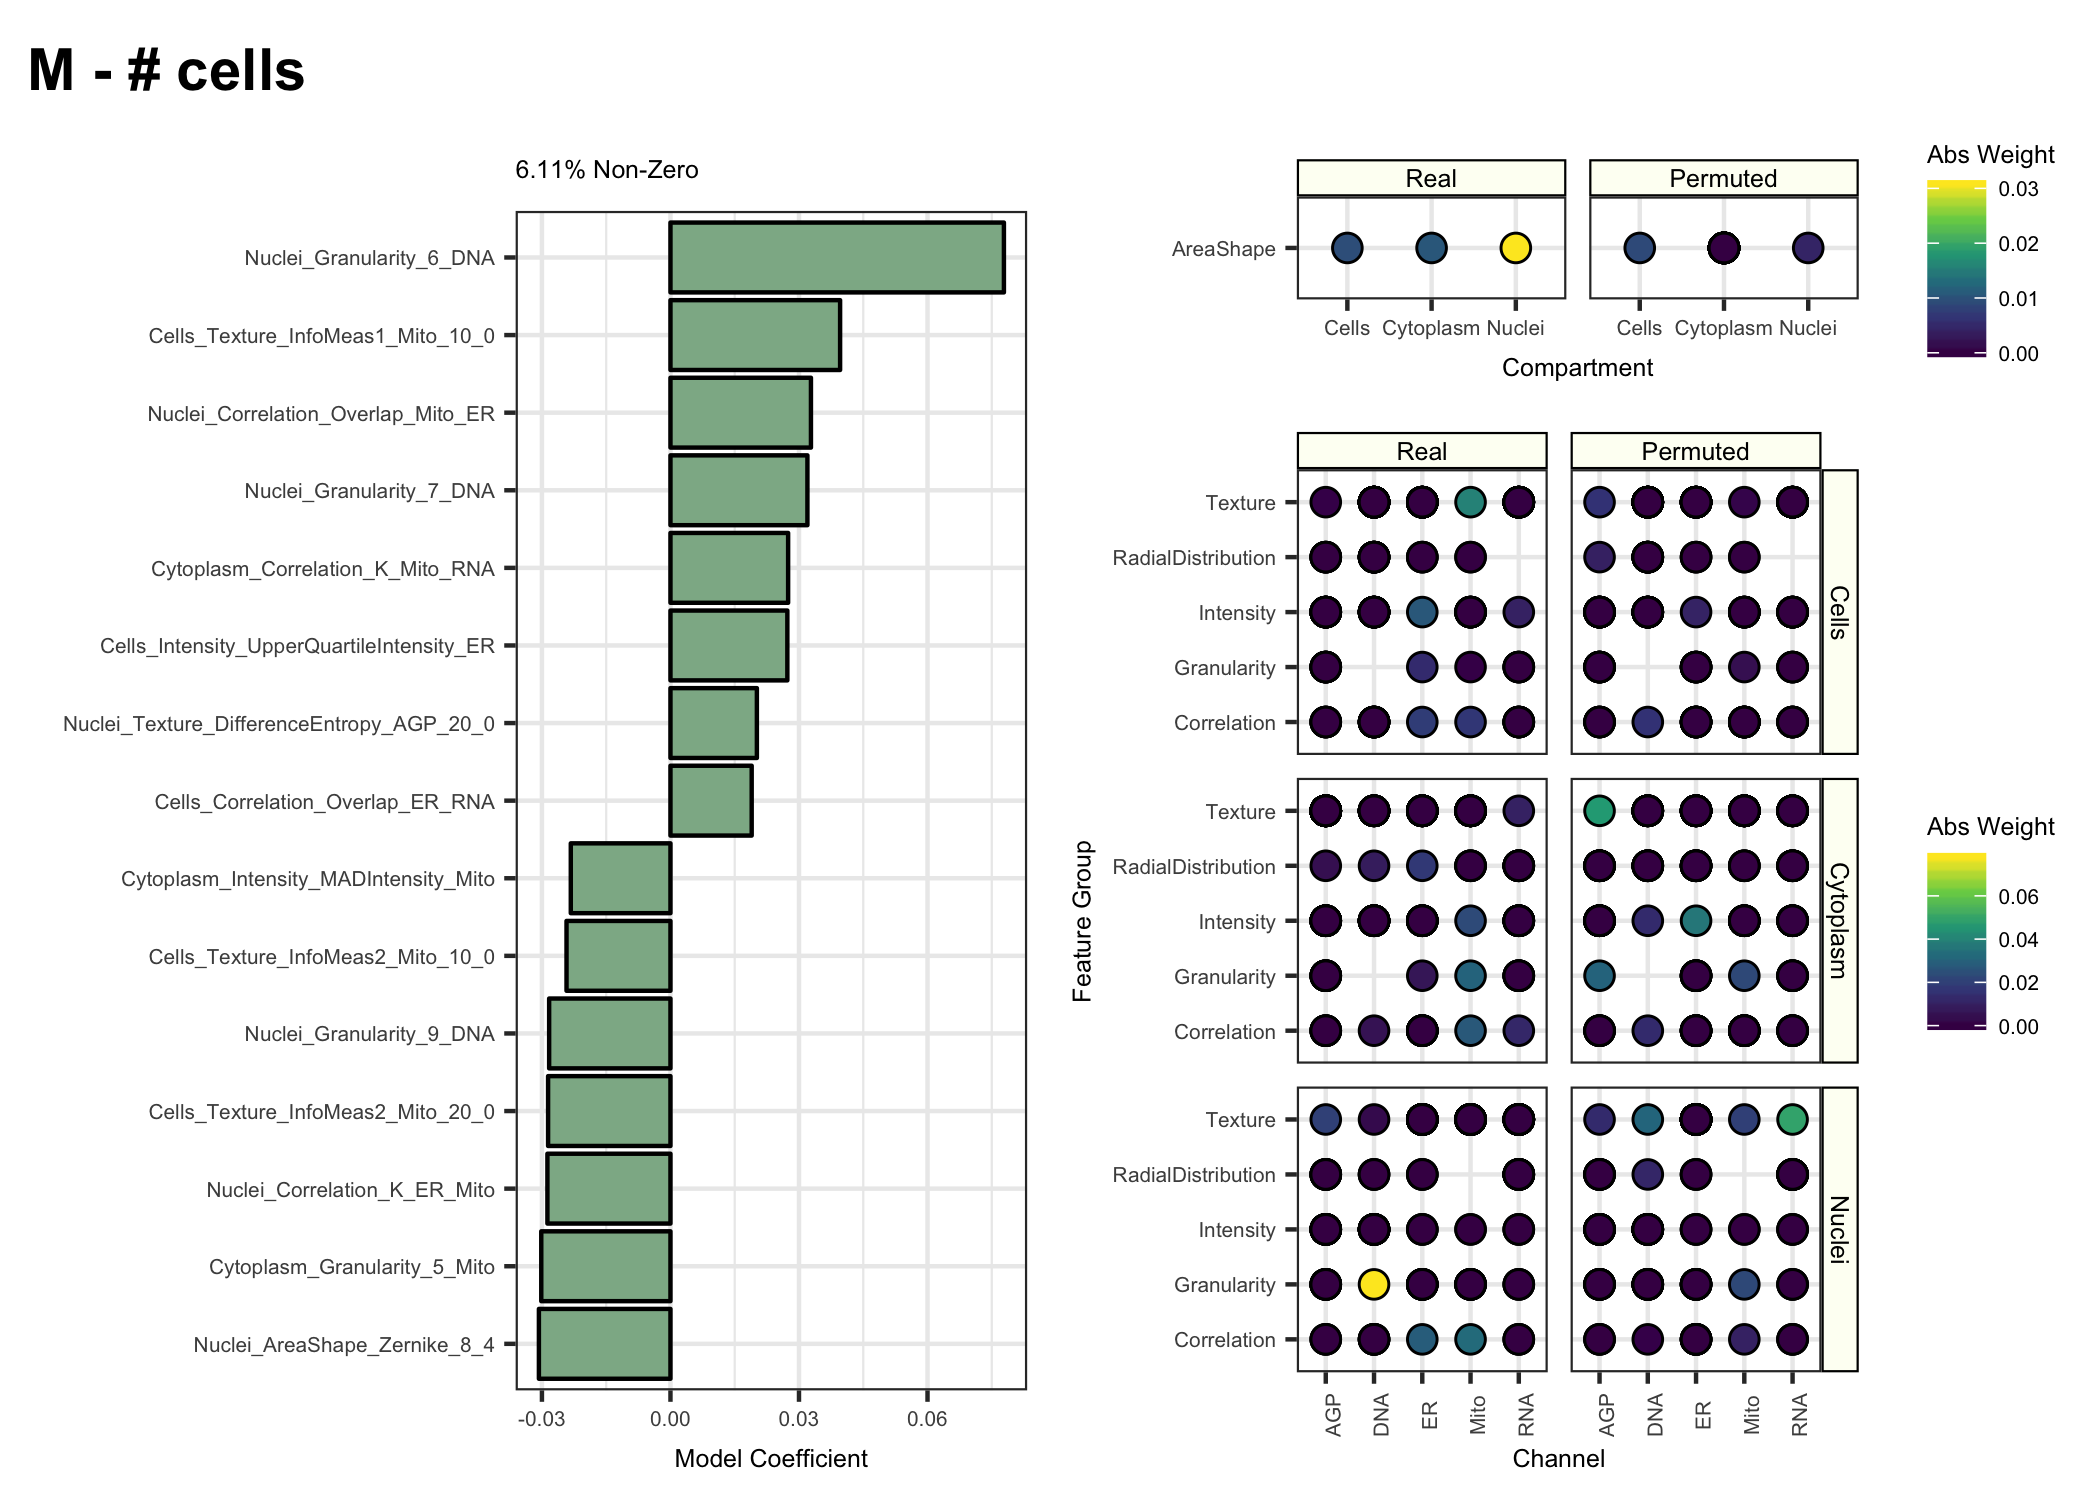 M - # cells
6.11% Non-Zero
Nuclei_Granularity_6_DNA
Cells_Texture_InfoMeas1_Mito_10_0
Nuclei_Correlation_Overlap_Mito_ER
Nuclei_Granularity_7_DNA
Cytoplasm_Correlation_K_Mito_RNA
Cells_Intensity_UpperQuartileIntensity_ER
Nuclei_Texture_DifferenceEntropy_AGP_20_0
Cells_Correlation_Overlap_ER_RNA
Cytoplasm_Intensity_MADIntensity_Mito
Cells_Texture_InfoMeas2_Mito_10_0
Nuclei_Granularity_9_DNA
Cells_Texture_InfoMeas2_Mito_20_0
Nuclei_Correlation_K_ER_Mito
Cytoplasm_Granularity_5_Mito
Nuclei_AreaShape_Zernike_8_4
-0.03 0.00 0.03 0.06
Model Coefficient
Real Permuted
AreaShape
Cells Cytoplasm Nuclei Cells Cytoplasm Nuclei
Compartment
Abs Weight
0.03
0.02
0.01
0.00
Real Permuted
Feature Group
Texture
RadialDistribution
Intensity
Granularity
Correlation
Cells
Texture
RadialDistribution
Intensity
Granularity
Correlation
Cytoplasm
Texture
RadialDistribution
Intensity
Granularity
Correlation
Nuclei
AGP DNA ER Mito RNA AGP DNA ER Mito RNA
Channel
Abs Weight
0.06
0.04
0.02
0.00